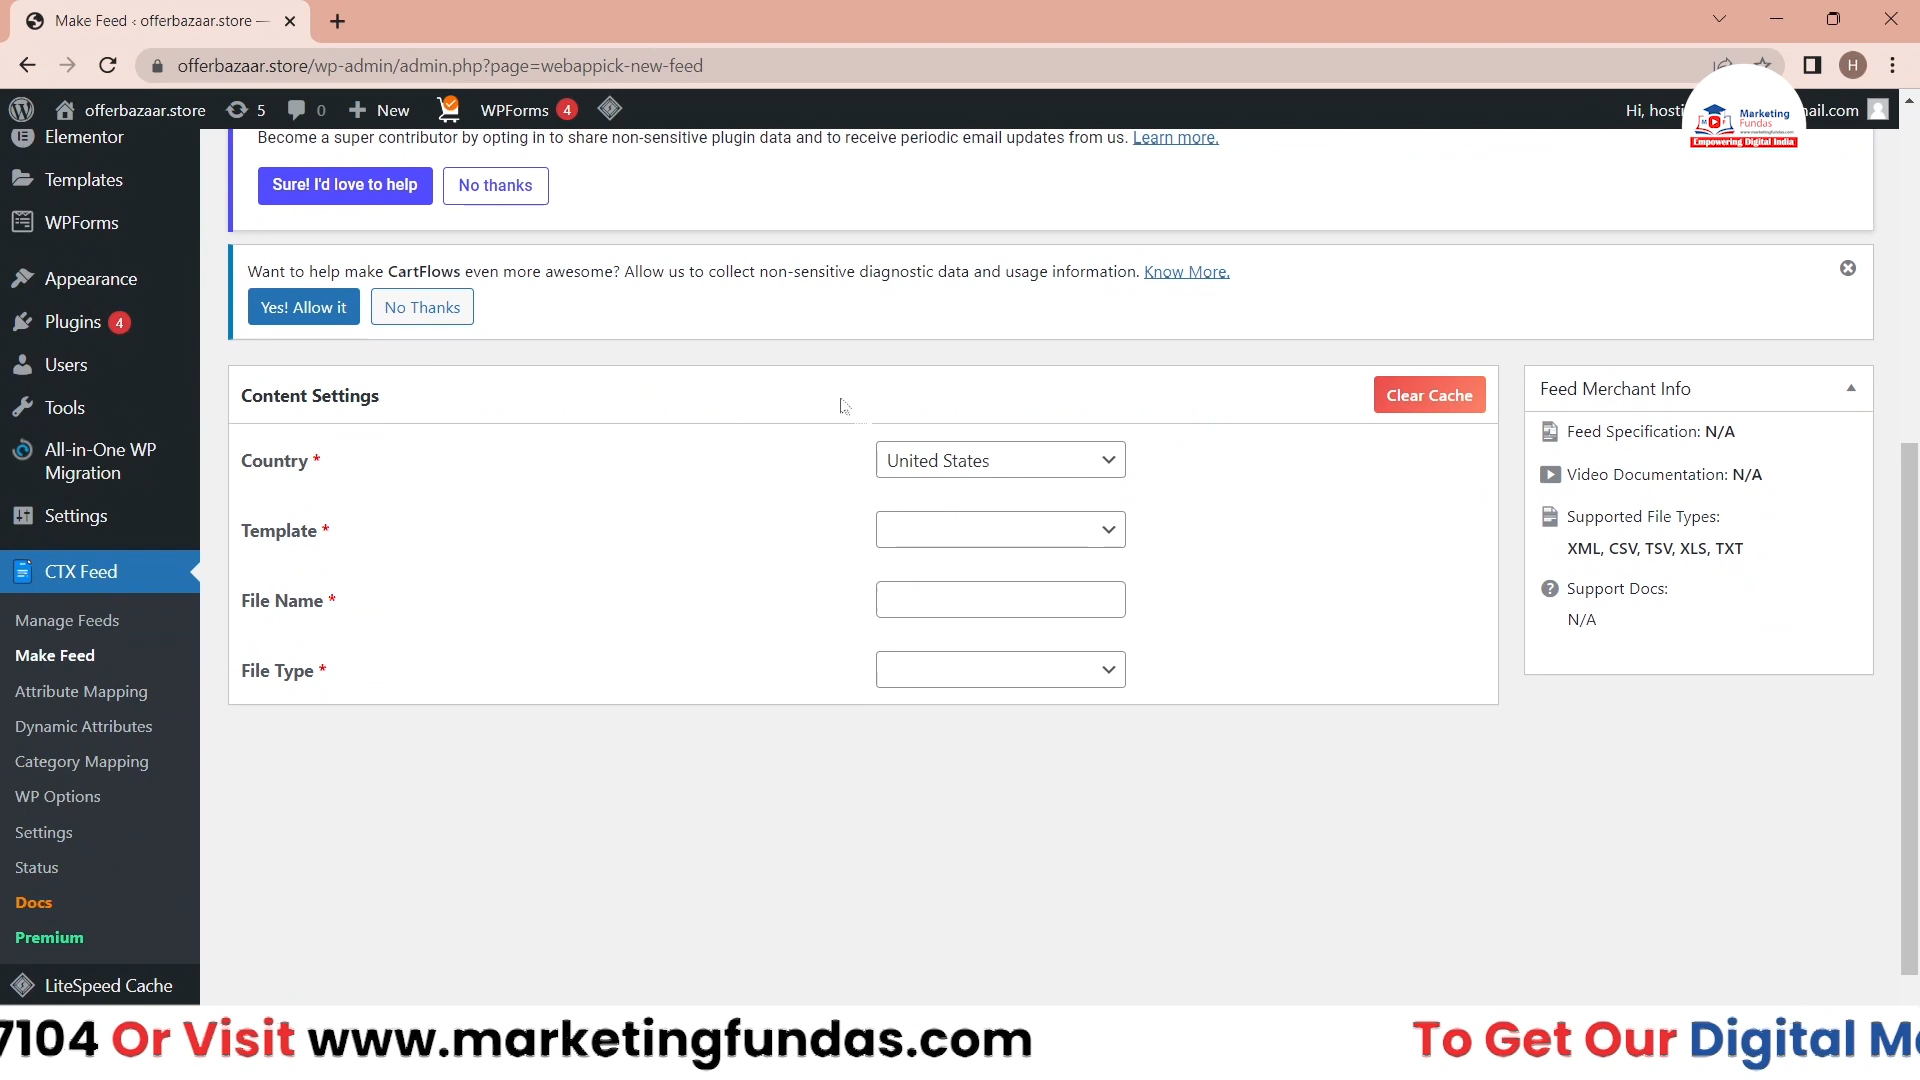 Make Feed ‹ offerbazaar.store —
offerbazaar.store/wp-admin/admin.php?page=webappick-new-feed
H
offerbazaar.store 5 0 New WPForms 4
Hi, hosti
ail.com
Marketing
Fundas
Empowering Digital India
Elementor
Templates
WPForms
Appearance
Plugins 4
Users
Tools
All-in-One WP
Migration
Settings
CTX Feed
Manage Feeds
Make Feed
Attribute Mapping
Dynamic Attributes
Category Mapping
WP Options
Settings
Status
Docs
Premium
LiteSpeed Cache
Become a super contributor by opting in to share non-sensitive plugin data and to receive periodic email updates from us. Learn more.
Sure! I'd love to help No thanks
Want to help make CartFlows even more awesome? Allow us to collect non-sensitive diagnostic data and usage information. Know More.
Yes! Allow it No Thanks
Content Settings Clear Cache
Country * United States
Template *
File Name *
File Type *
Feed Merchant Info
Feed Specification: N/A
Video Documentation: N/A
Supported File Types:
XML, CSV, TSV, XLS, TXT
Support Docs:
N/A
7104 Or Visit www.marketingfundas.com To Get Our Digital M